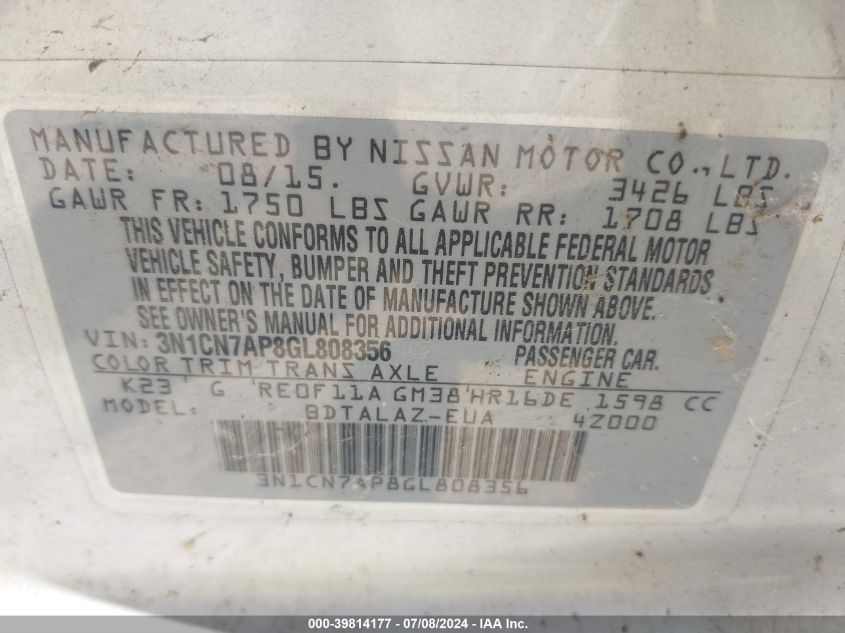 MANUFACTURED BY NISSAN MOTOR CO., LTD.
DATE: 08/15. GVWR: 3426 LBS
GAWR FR: 1750 LBS GAWR RR: 1708 LBS
THIS VEHICLE CONFORMS TO ALL APPLICABLE FEDERAL MOTOR
VEHICLE SAFETY, BUMPER AND THEFT PREVENTION STANDARDS
IN EFFECT ON THE DATE OF MANUFACTURE SHOWN ABOVE.
SEE OWNER'S MANUAL FOR ADDITIONAL INFORMATION.
VIN: 3N1CN7AP8GL808356 PASSENGER CAR.
COLOR TRIM TRANS AXLE ENGINE
K23 G RE0F11A GM38 HR16DE 1598 CC
MODEL: BDTALAZ-EUA 4Z000
3N1CN7AP8GL808356
000-39814177 - 07/08/2024 - IAA Inc.